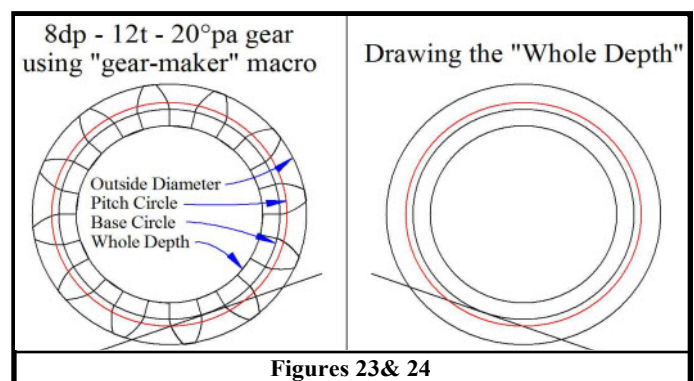 8dp - 12t - 20°pa gear
using "gear-maker" macro
Outside Diameter
Pitch Circle
Base Circle
Whole Depth
Drawing the "Whole Depth"
Figures 23& 24